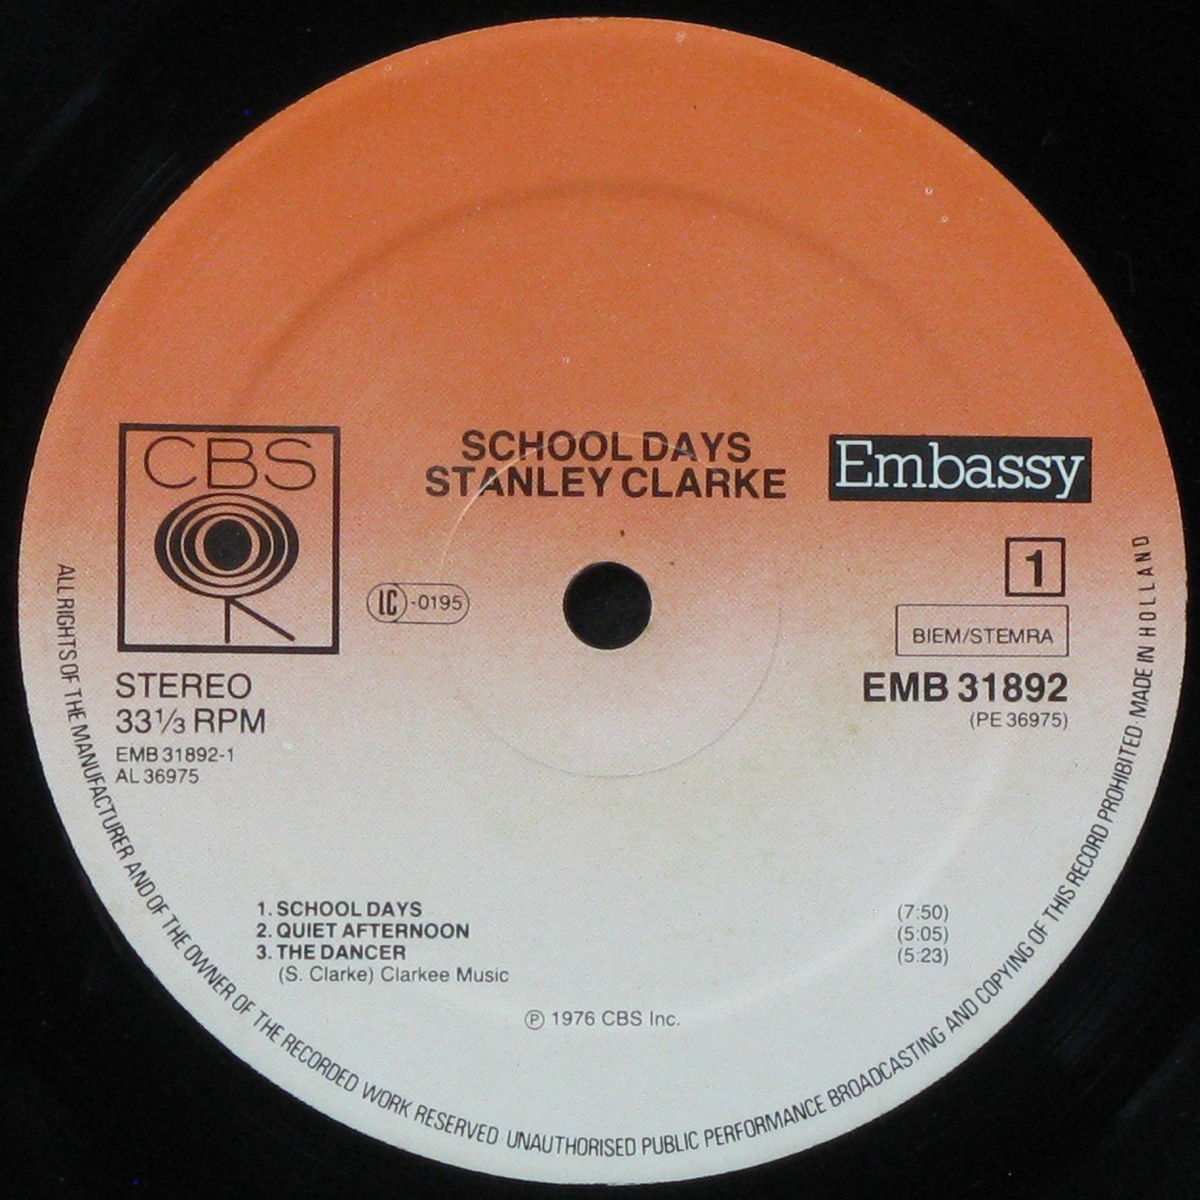 CBS
SCHOOL DAYS
STANLEY CLARKE
Embassy
1
LC-0195
BIEM/STEMRA
STEREO
33⅓ RPM
EMB 31892-1
AL 36975
EMB 31892
(PE 36975)
1. SCHOOL DAYS (7:50)
2. QUIET AFTERNOON (5:05)
3. THE DANCER (5:23)
(S. Clarke) Clarkee Music
℗ 1976 CBS Inc.
ALL RIGHTS OF THE MANUFACTURER AND OF THE OWNER OF THE RECORDED WORK RESERVED UNAUTHORISED PUBLIC PERFORMANCE BROADCASTING AND COPYING OF THIS RECORD PROHIBITED · MADE IN HOLLAND